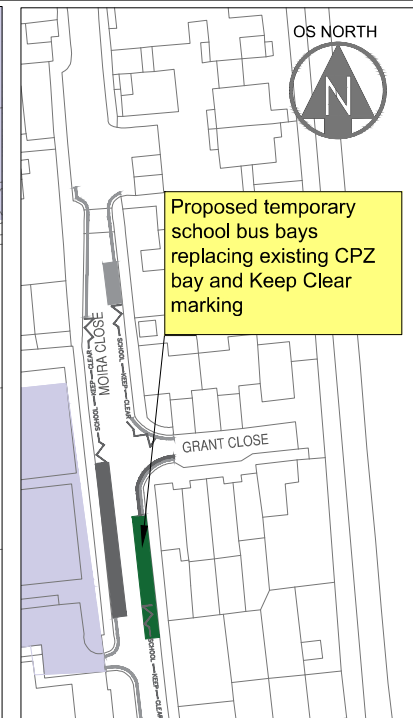 OS NORTH
N
Proposed temporary
school bus bays
replacing existing CPZ
bay and Keep Clear
marking
MOIRA CLOSE
SCHOOL KEEP CLEAR
SCHOOL KEEP CLEAR
GRANT CLOSE
SCHOOL KEEP CLEAR